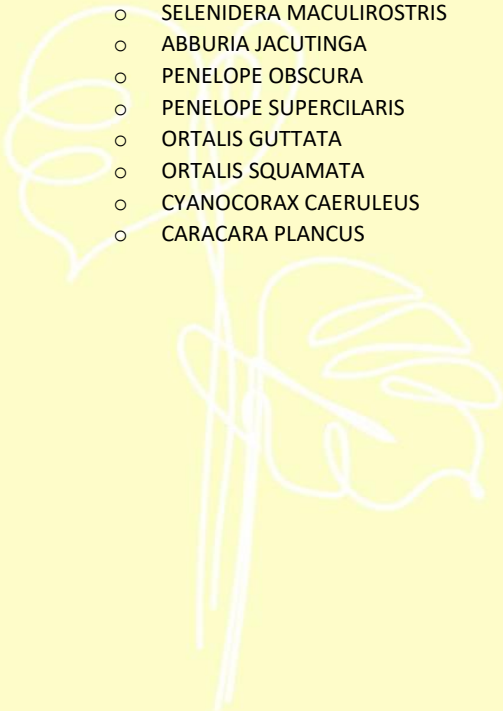 o SELENIDERA MACULIROSTRIS
o ABBURIA JACUTINGA
o PENELOPE OBSCURA
o PENELOPE SUPERCILARIS
o ORTALIS GUTTATA
o ORTALIS SQUAMATA
o CYANOCORAX CAERULEUS
o CARACARA PLANCUS